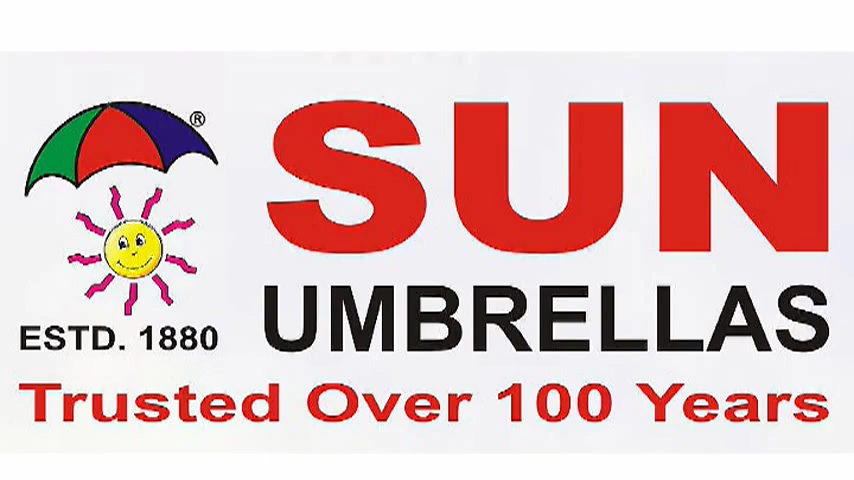 ®
SUN
UMBRELLAS
ESTD. 1880
Trusted Over 100 Years